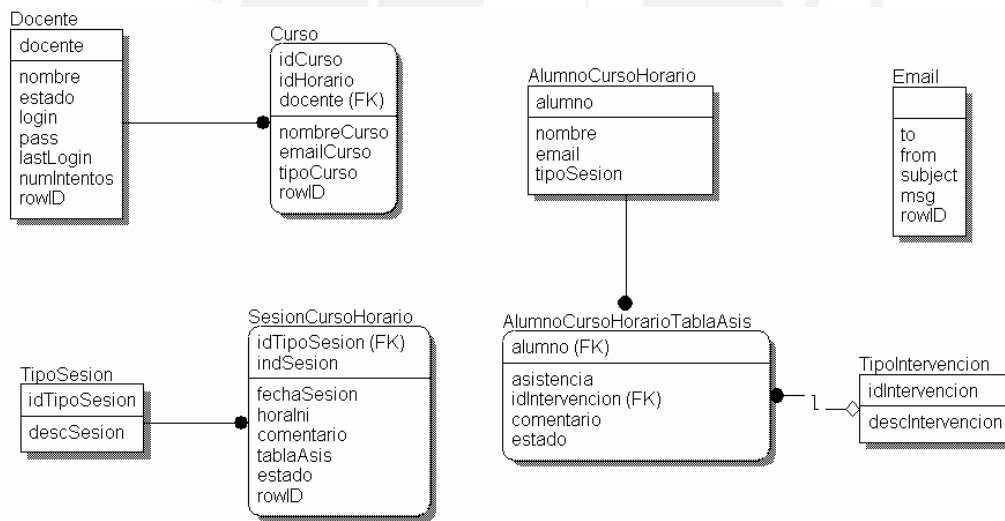 Docente
docente
nombre
estado
login
pass
lastLogin
numIntentos
rowID
Curso
idCurso
idHorario
docente (FK)
nombreCurso
emailCurso
tipoCurso
rowID
AlumnoCursoHorario
alumno
nombre
email
tipoSesion
Email
to
from
subject
msg
rowID
TipoSesion
idTipoSesion
descSesion
SesionCursoHorario
idTipoSesion (FK)
indSesion
fechaSesion
horaIni
comentario
tablaAsis
estado
rowID
AlumnoCursoHorarioTablaAsis
alumno (FK)
asistencia
idIntervencion (FK)
comentario
estado
TipoIntervencion
idIntervencion
descIntervencion